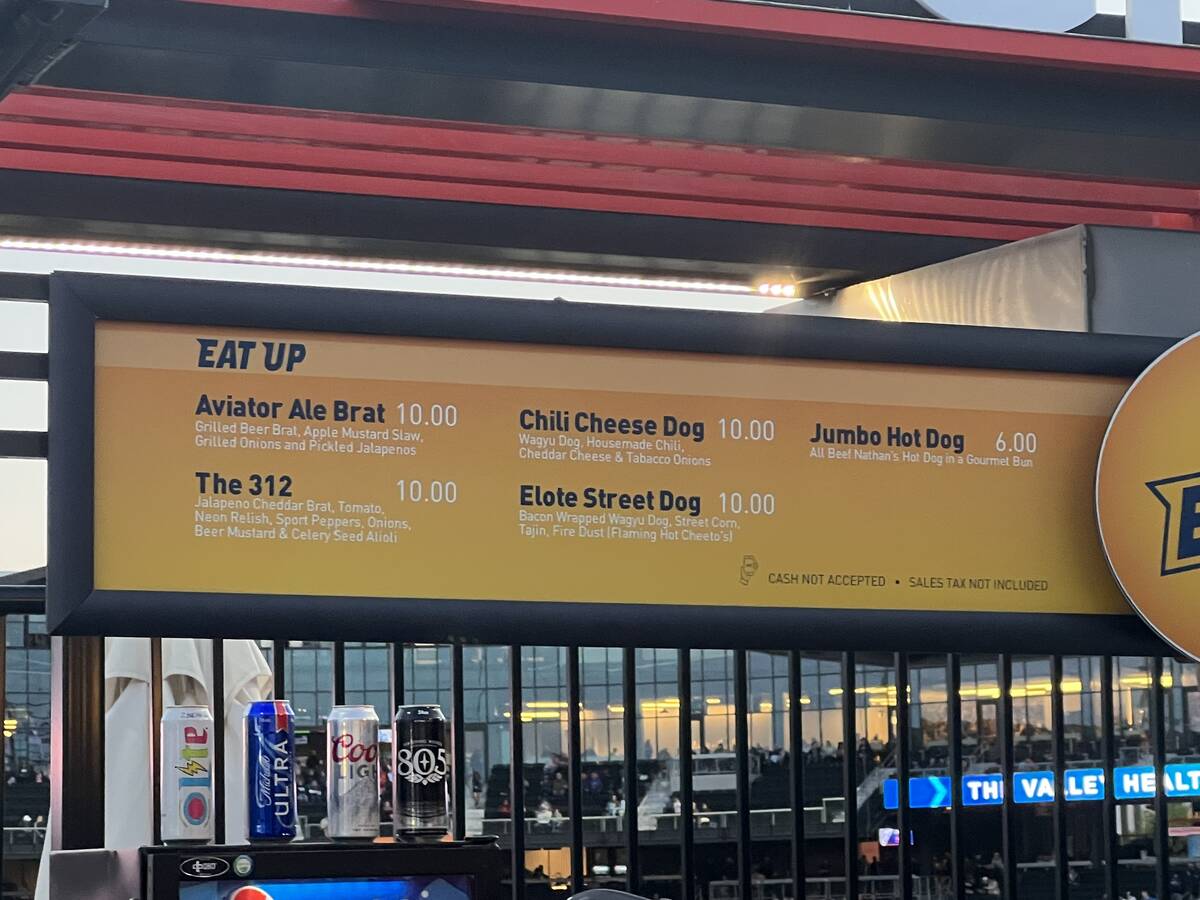 EAT UP
Aviator Ale Brat 10.00
Grilled Beer Brat, Apple Mustard Slaw,
Grilled Onions and Pickled Jalapenos
The 312 10.00
Jalapeno Cheddar Brat, Tomato,
Neon Relish, Sport Peppers, Onions,
Beer Mustard & Celery Seed Alioli
Chili Cheese Dog 10.00
Wagyu Dog, Housemade Chili,
Cheddar Cheese & Tabacco Onions
Elote Street Dog 10.00
Bacon Wrapped Wagyu Dog, Street Corn,
Tajin, Fire Dust (Flaming Hot Cheeto's)
Jumbo Hot Dog 6.00
All Beef Nathan's Hot Dog in a Gourmet Bun
CASH NOT ACCEPTED • SALES TAX NOT INCLUDED
Michelob
ULTRA
Coo
LIG
805
THE VALLEY HEALT